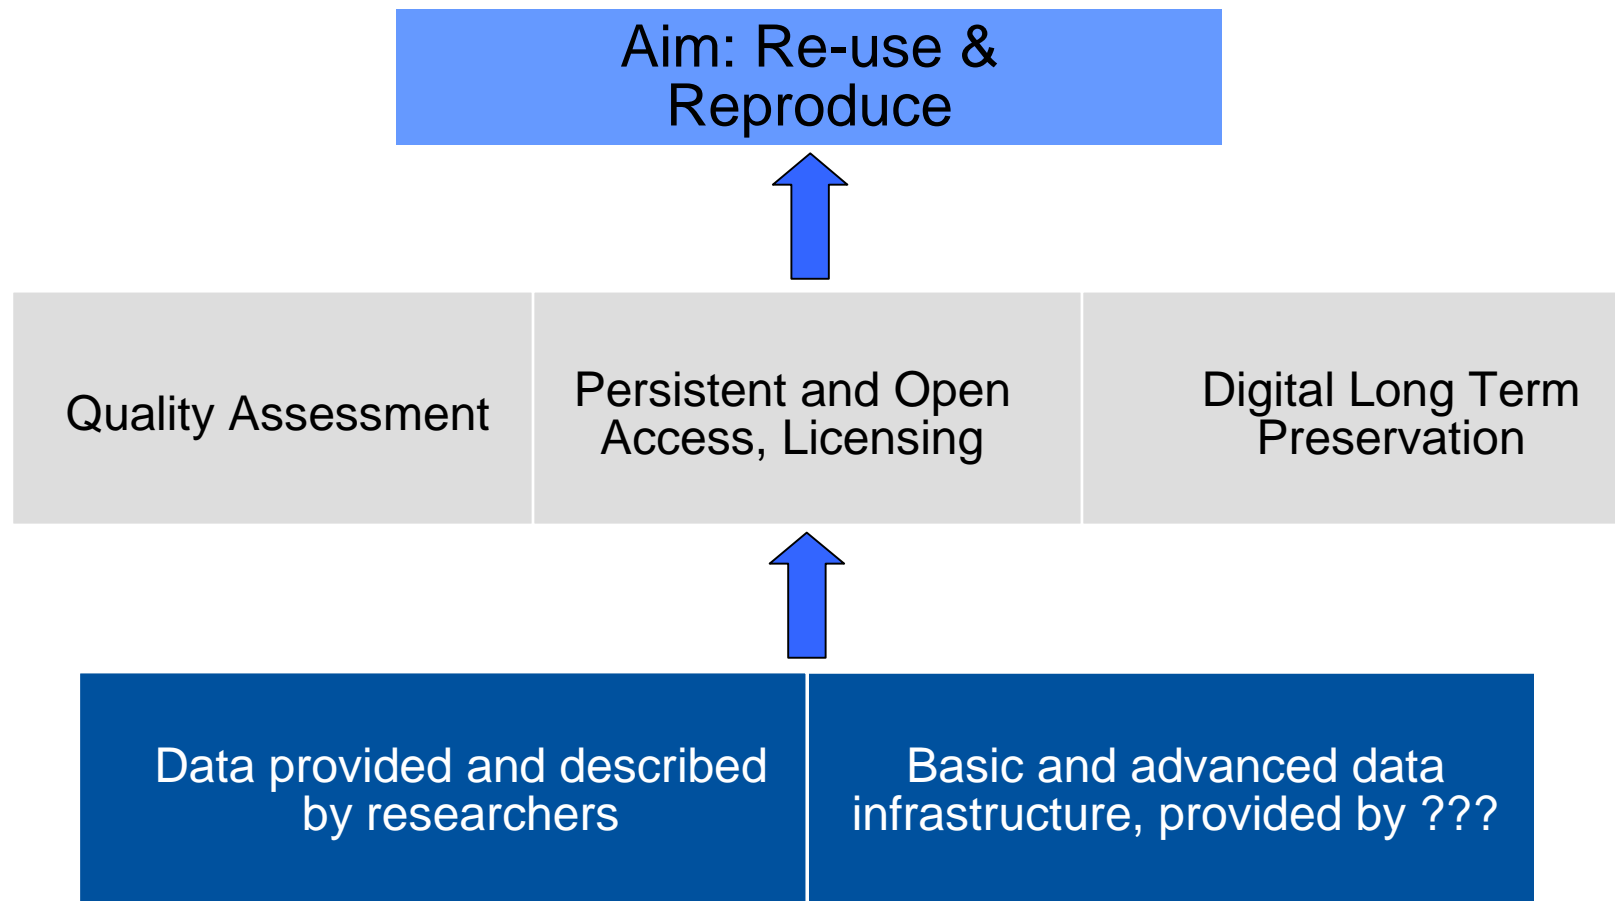 Aim: Re-use &
Reproduce
Quality Assessment
Persistent and Open
Access, Licensing
Digital Long Term
Preservation
Data provided and described
by researchers
Basic and advanced data
infrastructure, provided by ???